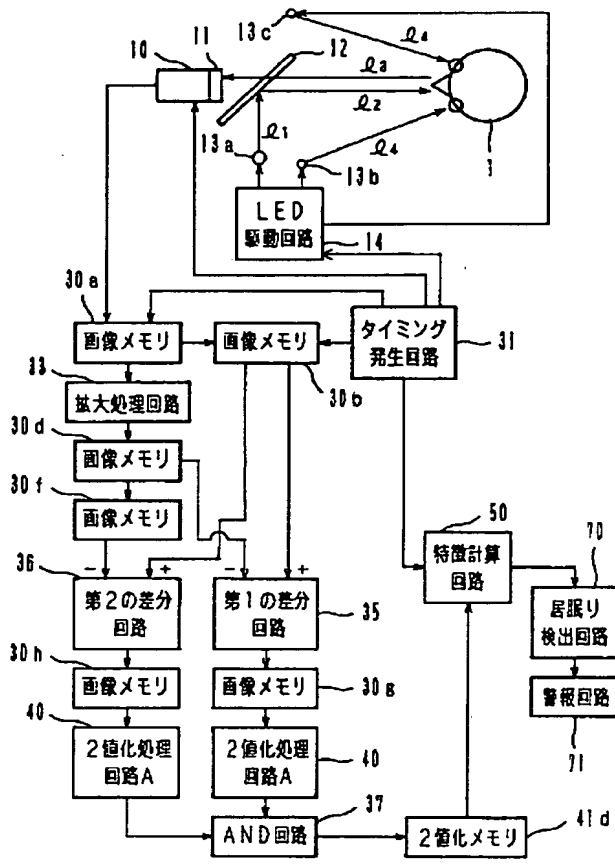 13c
10
11
12
ℓ4
ℓ3
ℓ2
ℓ1
13a
ℓ4
13b
1
LED
駆動回路
14
30a
画像メモリ
画像メモリ
30b
タイミング
発生回路
31
33
拡大処理回路
30d
画像メモリ
30f
画像メモリ
50
特徴計算
回路
70
居眠り
検出回路
警報回路
71
36
−
+
第2の差分
回路
−
+
第1の差分
回路
35
30h
画像メモリ
画像メモリ
30g
40
2値化処理
回路A
2値化処理
回路A
40
37
AND回路
2値化メモリ
41d